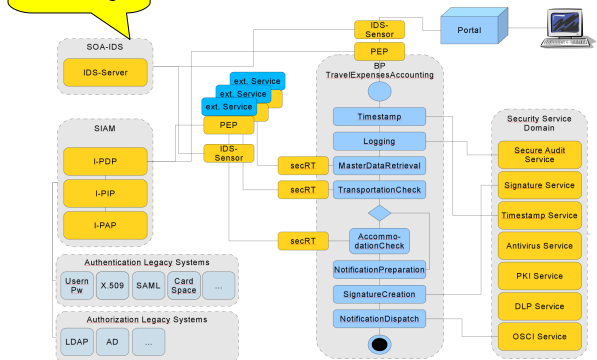 SOA-IDS
IDS-Server
SIAM
I-PDP
I-PIP
I-PAP
Authentication Legacy Systems
Usern
Pw
X.509
SAML
Card
Space
...
Authorization Legacy Systems
LDAP
AD
...
ext. Service
ext. Service
ext. Service
PEP
IDS-
Sensor
secRT
secRT
secRT
IDS-
Sensor
PEP
BP
TravelExpensesAccounting
Timestamp
Logging
MasterDataRetrieval
TransportationCheck
Accommo-
dationCheck
NotificationPreparation
SignatureCreation
NotificationDispatch
Portal
Security Service
Domain
Secure Audit
Service
Signature Service
Timestamp Service
Antivirus Service
PKI Service
DLP Service
OSCI Service